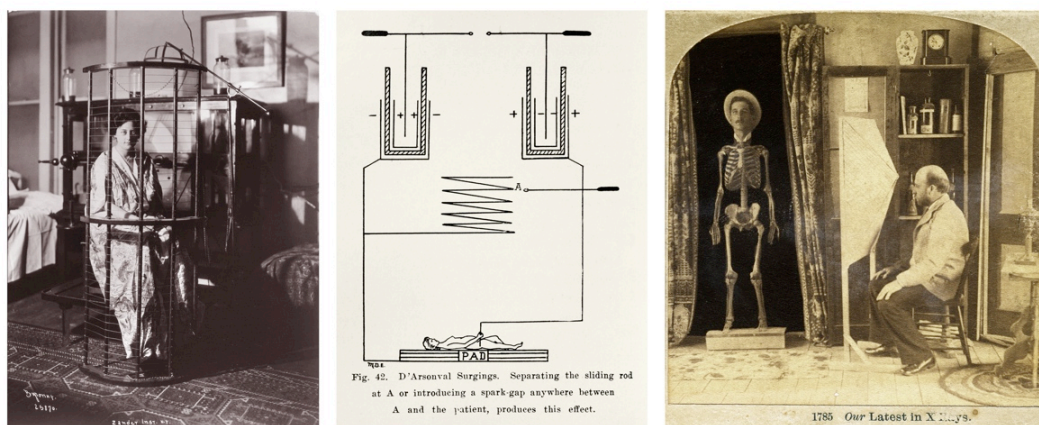 - + + -
+ - - +
A
PAD
M.D.E.
Fig. 42. D'Arsonval Surgings. Separating the sliding rod
at A or introducing a spark-gap anywhere between
A and the patient, produces this effect.
1785 Our Latest in X